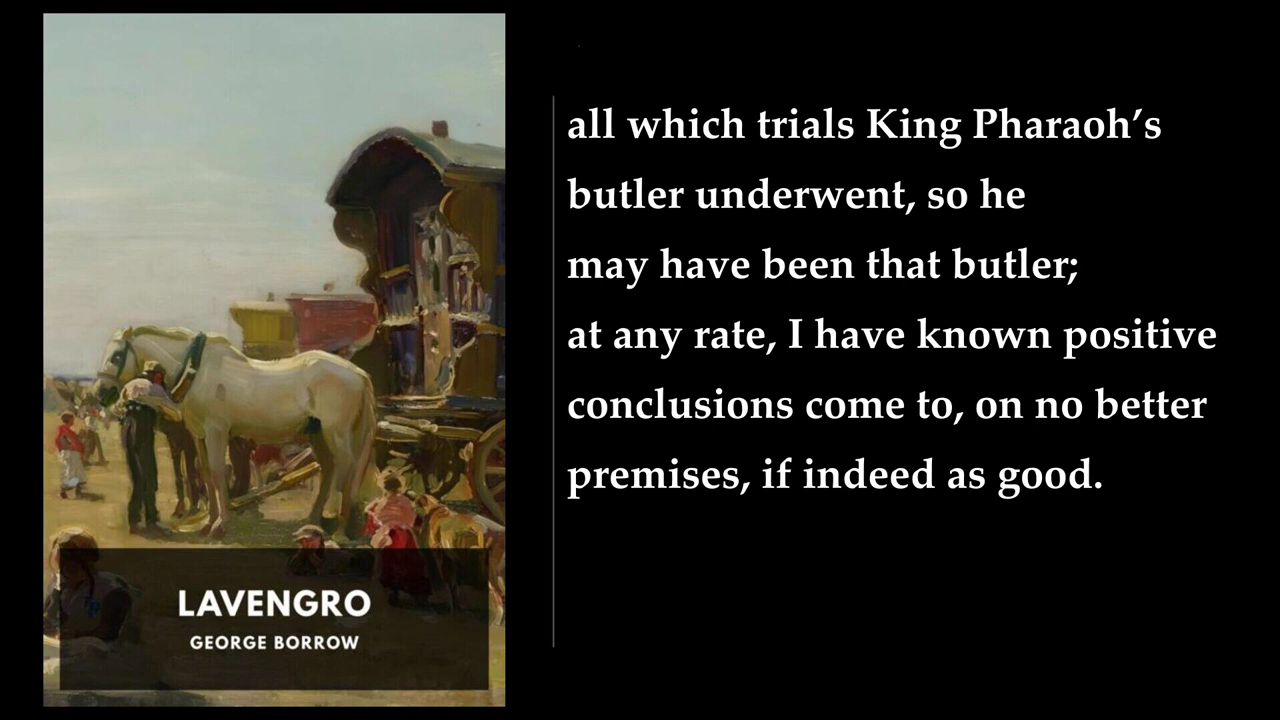 all which trials King Pharaoh’s
butler underwent, so he
may have been that butler;
at any rate, I have known positive
conclusions come to, on no better
premises, if indeed as good.
LAVENGRO
GEORGE BORROW